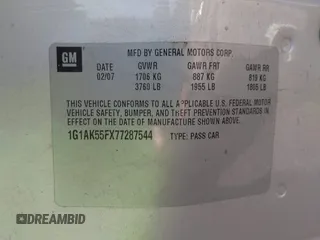 GM
MFD BY GENERAL MOTORS CORP.
DATE GVWR GAWR FRT GAWR RR
02/07 1706 KG 887 KG 819 KG
3760 LB 1955 LB 1805 LB
THIS VEHICLE CONFORMS TO ALL APPLICABLE U.S. FEDERAL MOTOR
VEHICLE SAFETY, BUMPER, AND THEFT PREVENTION STANDARDS
IN EFFECT ON THE DATE OF MANUFACTURE SHOWN ABOVE.
1G1AK55FX77287544 TYPE: PASS CAR
DREAMBID